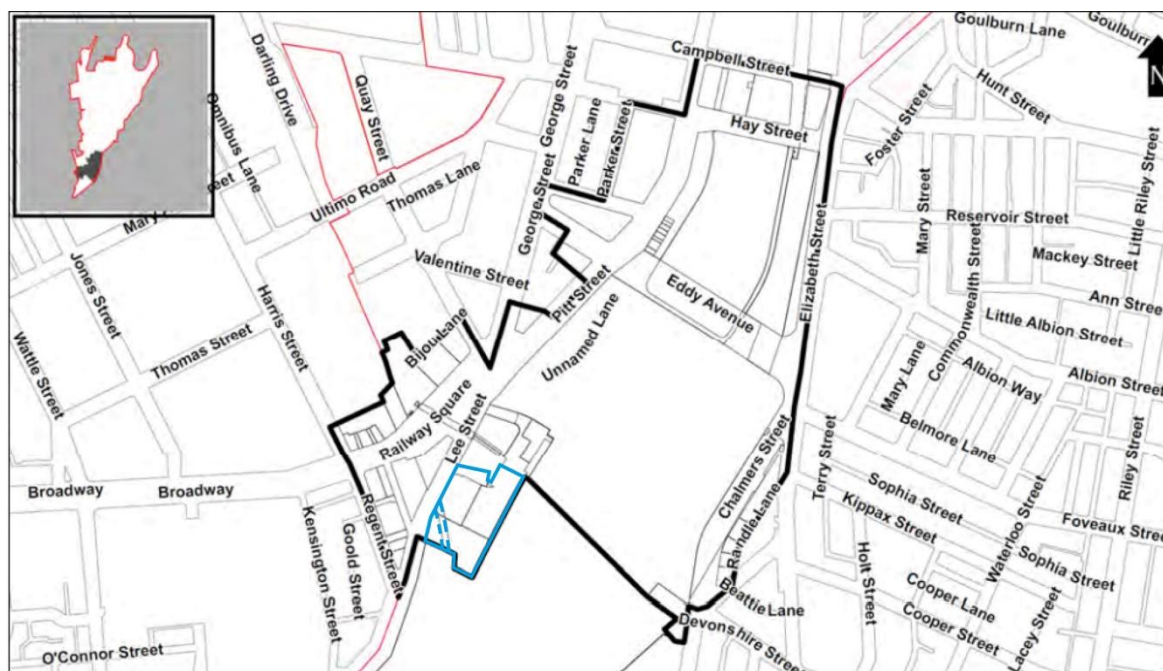 Goulburn Lane
Goulburn
N
Darling Drive
Quay Street
Omnibus Lane
George Street
George Street
Campbell Street
Hunt Street
Foster Street
Hay Street
Parker Lane
Parker Street
Ultimo Road
Thomas Lane
Mary
reet
Mary Street
Reservoir Street
Little Riley Street
Mackey Street
Commonwealth Street
Jones Street
Harris Street
Valentine Street
George Street
Pitt Street
Eddy Avenue
Elizabeth Street
Ann Street
Little Albion Street
Wattle Street
Thomas Street
Bijou Lane
Unnamed Lane
Mary Lane
Albion Way
Albion Street
Belmore Lane
Railway Square
Lee Street
Chalmers Street
Terry Street
Sophia Street
Riley Street
Broadway
Broadway
Regent Street
Kensington Street
Goold Street
Randle Lane
Kippax Street
Waterloo Street
Foveaux Stree
Sophia Street
Holt Street
Cooper Lane
Cooper Street
Beattie Lane
Devonshire Street
Lacey Street
O'Connor Street